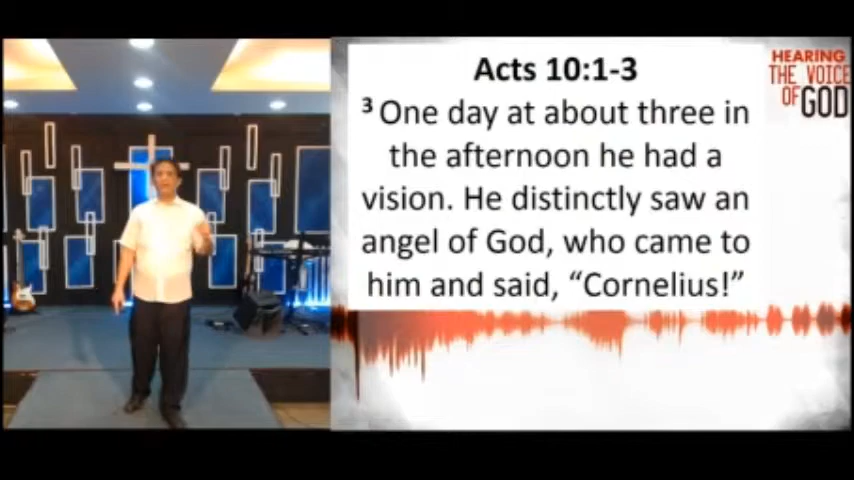 Acts 10:1-3
³ One day at about three in
the afternoon he had a
vision. He distinctly saw an
angel of God, who came to
him and said, “Cornelius!”
HEARING
THE VOICE
OF GOD